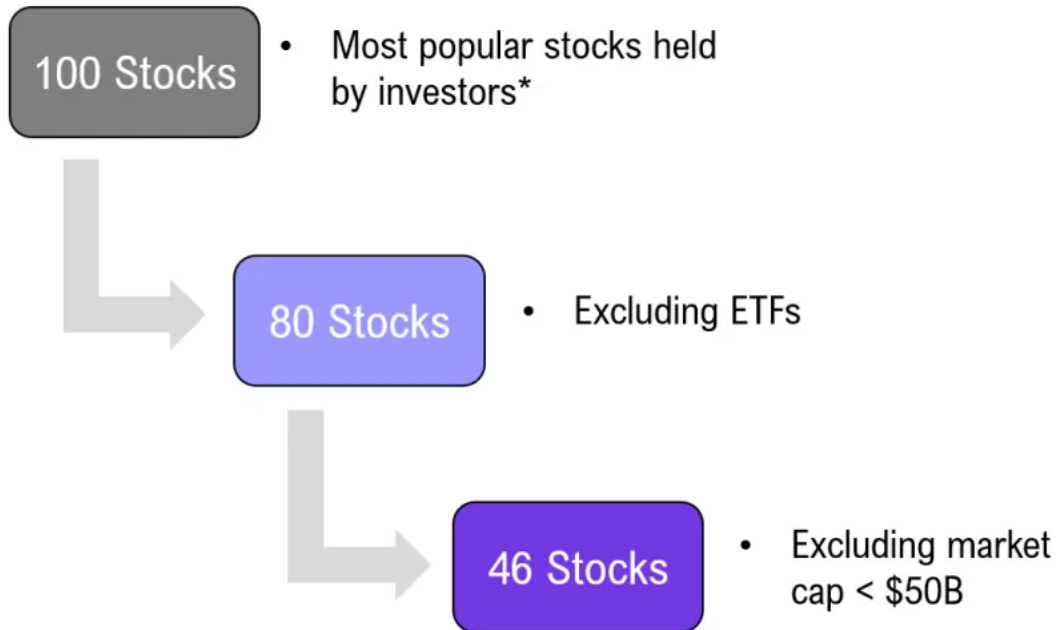 100 Stocks
• Most popular stocks held
by investors*
80 Stocks
• Excluding ETFs
46 Stocks
• Excluding market
cap < $50B